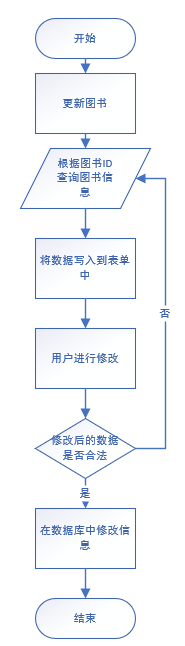 开始
更新图书
根据图书ID
查询图书信
息
将数据写入到表单
中
用户进行修改
修改后的数据
是否合法
否
是
在数据库中修改信
息
结束